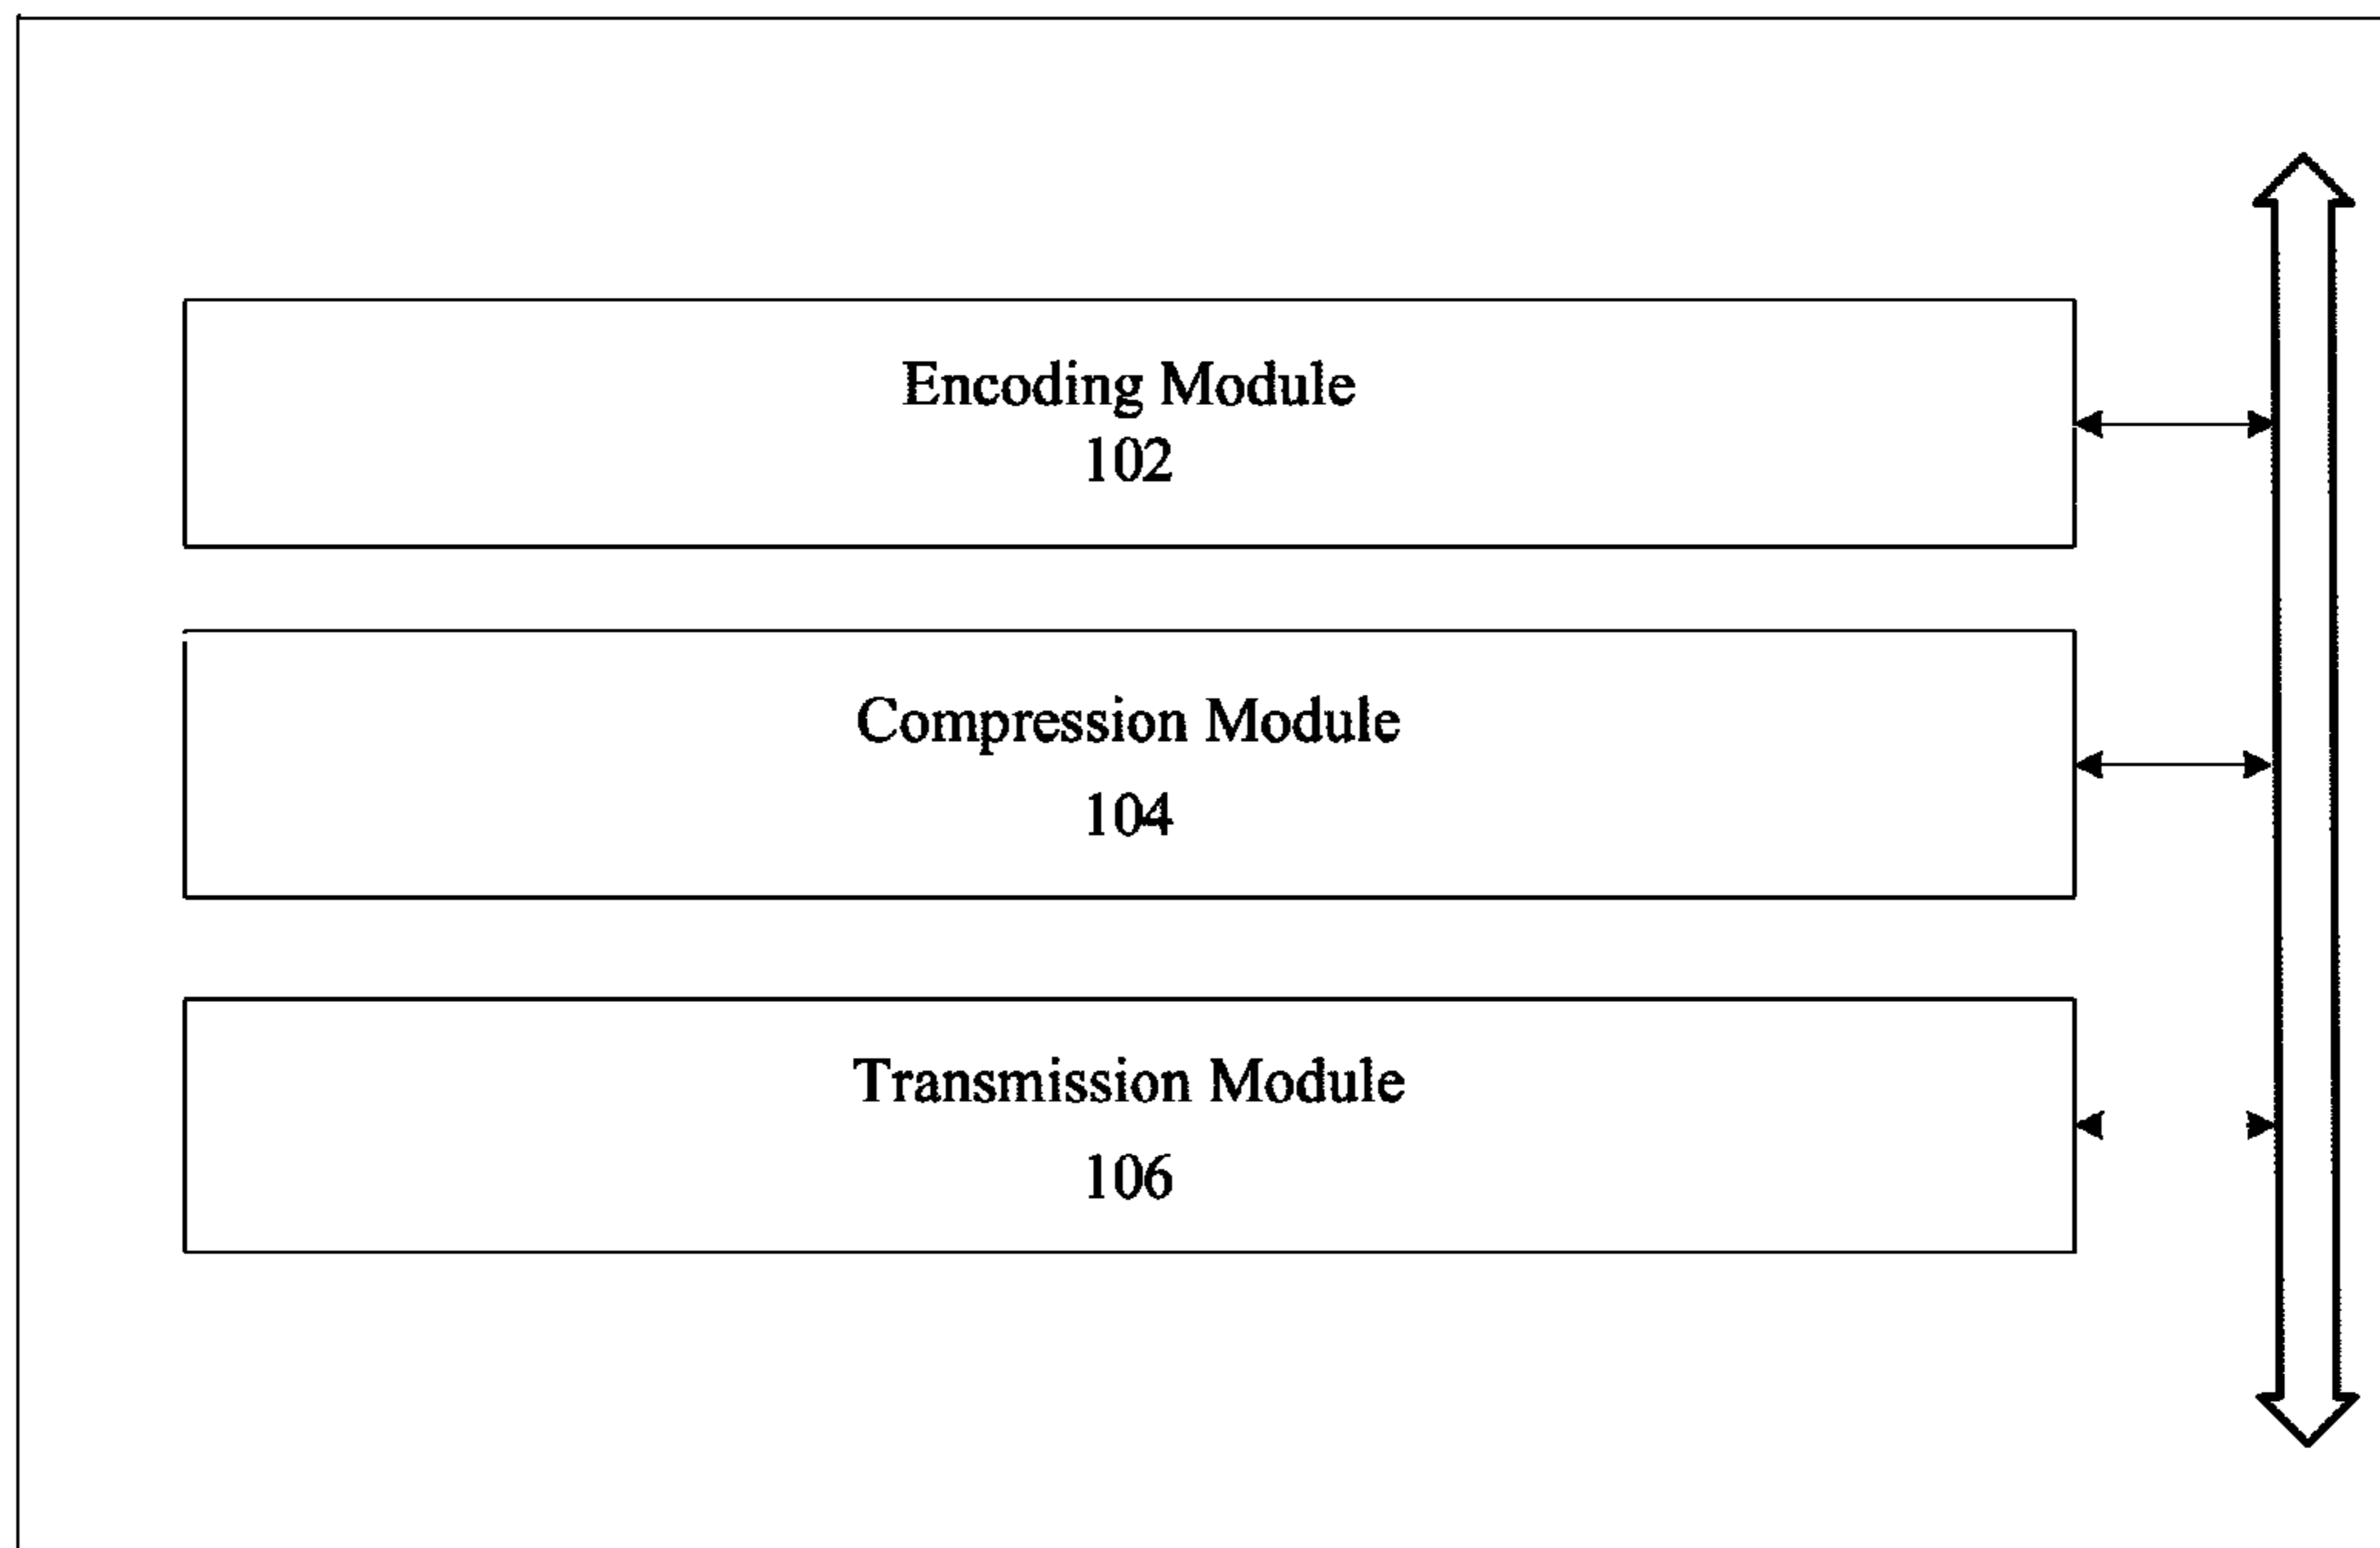 Encoding Module
102
Compression Module
104
Transmission Module
106